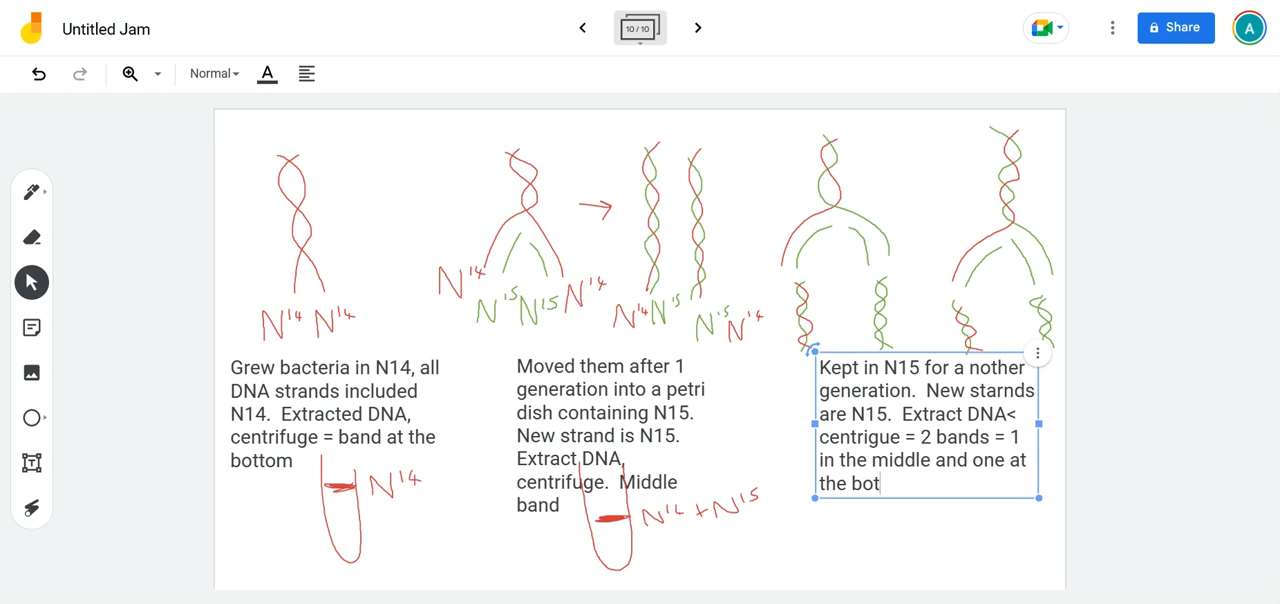 Untitled Jam
10 / 10
Share
A
Normal
A
N14 N14
N14
N15 N15 N14
N14 N15
N15 N14
Grew bacteria in N14, all
DNA strands included
N14. Extracted DNA,
centrifuge = band at the
bottom
N14
Moved them after 1
generation into a petri
dish containing N15.
New strand is N15.
Extract DNA,
centrifuge. Middle
band
N14 + N15
Kept in N15 for a nother
generation. New starnds
are N15. Extract DNA<
centrigue = 2 bands = 1
in the middle and one at
the bot